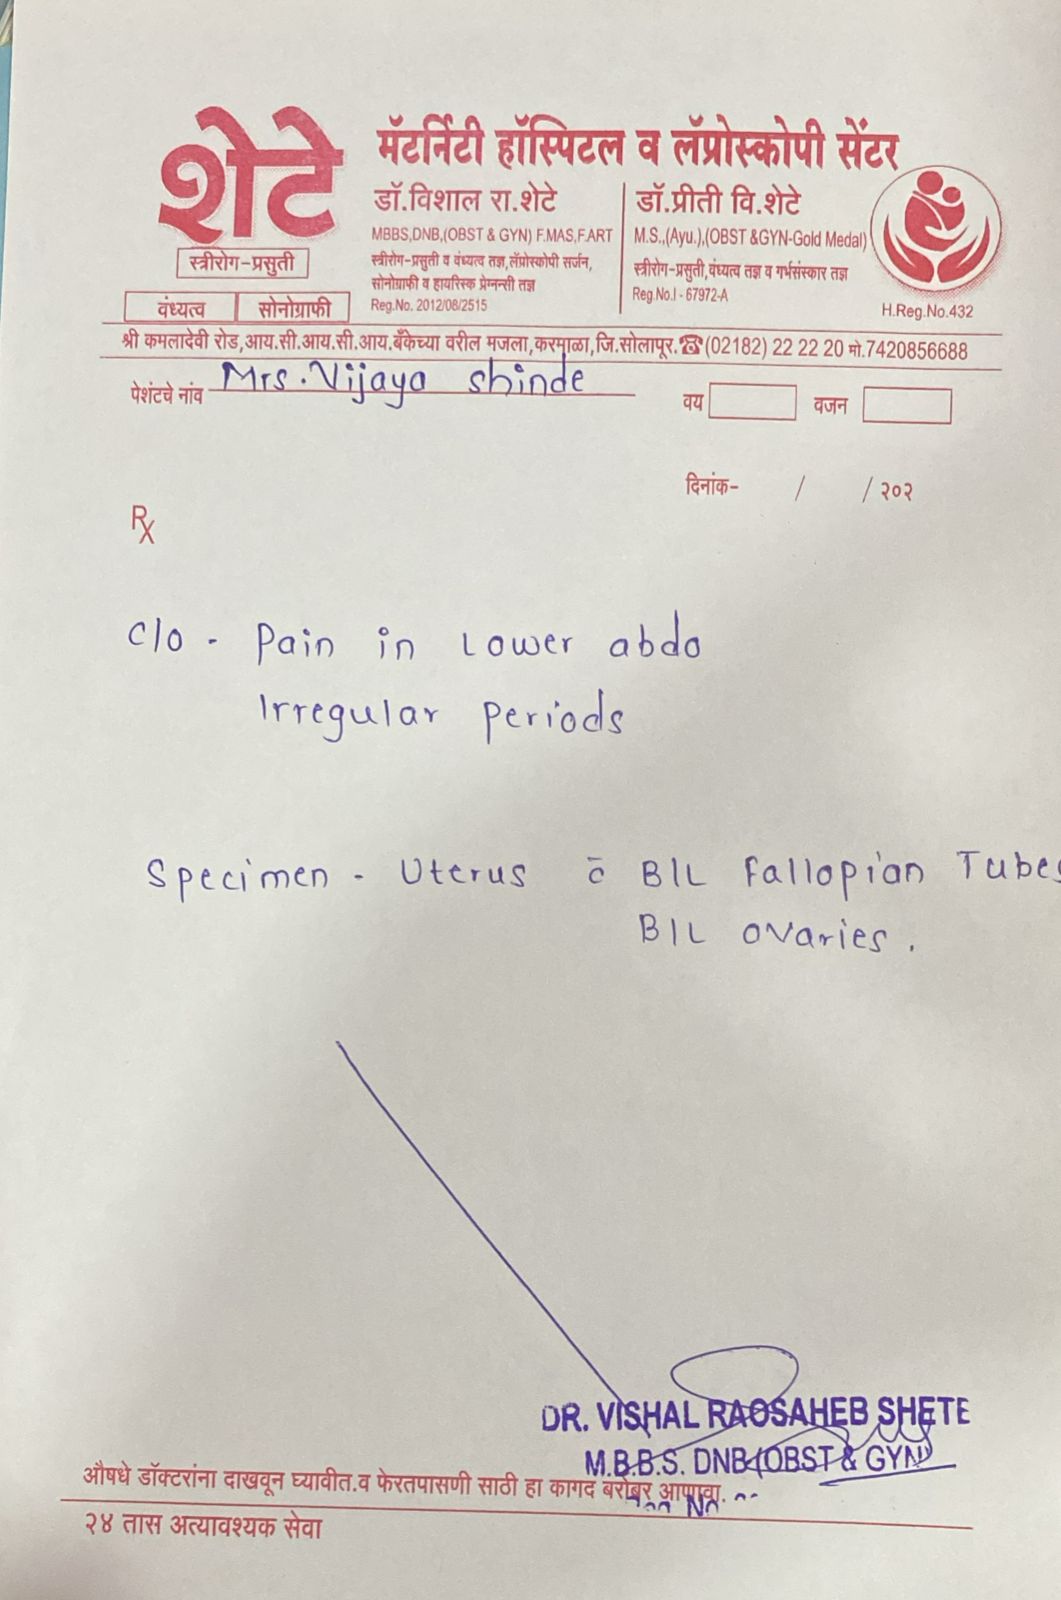 शेटे
स्त्रीरोग-प्रसुती
वंध्यत्व सोनोग्राफी
मॅटर्निटी हॉस्पिटल व लॅप्रोस्कोपी सेंटर
डॉ.विशाल रा.शेटे
MBBS,DNB,(OBST & GYN) F.MAS,F.ART
स्त्रीरोग-प्रसुती व वंध्यत्व तज्ञ,लॅप्रोस्कोपी सर्जन,
सोनोग्राफी व हायरिस्क प्रेग्नन्सी तज्ञ
Reg.No. 2012/08/2515
डॉ.प्रीती वि.शेटे
M.S.,(Ayu.),(OBST &GYN-Gold Medal)
स्त्रीरोग-प्रसुती,वंध्यत्व तज्ञ व गर्भसंस्कार तज्ञ
Reg.No.I - 67972-A
H.Reg.No.432
श्री कमलादेवी रोड,आय.सी.आय.सी.आय.बँकेच्या वरील मजला,करमाळा,जि.सोलापूर.☎(02182) 22 22 20 मो.7420856688
पेशंटचे नांव Mrs. Vijaya Shinde वय वजन
दिनांक- / / २०२
Rx
C/o - Pain in Lower abdo
Irregular Periods
Specimen - Uterus c̄ B/L Fallopian Tubes
B/L ovaries.
DR. VISHAL RAOSAHEB SHETE
M.B.B.S. DNB (OBST & GYN)
औषधे डॉक्टरांना दाखवून घ्यावीत.व फेरतपासणी साठी हा कागद बरोबर आणावा.
No
२४ तास अत्यावश्यक सेवा